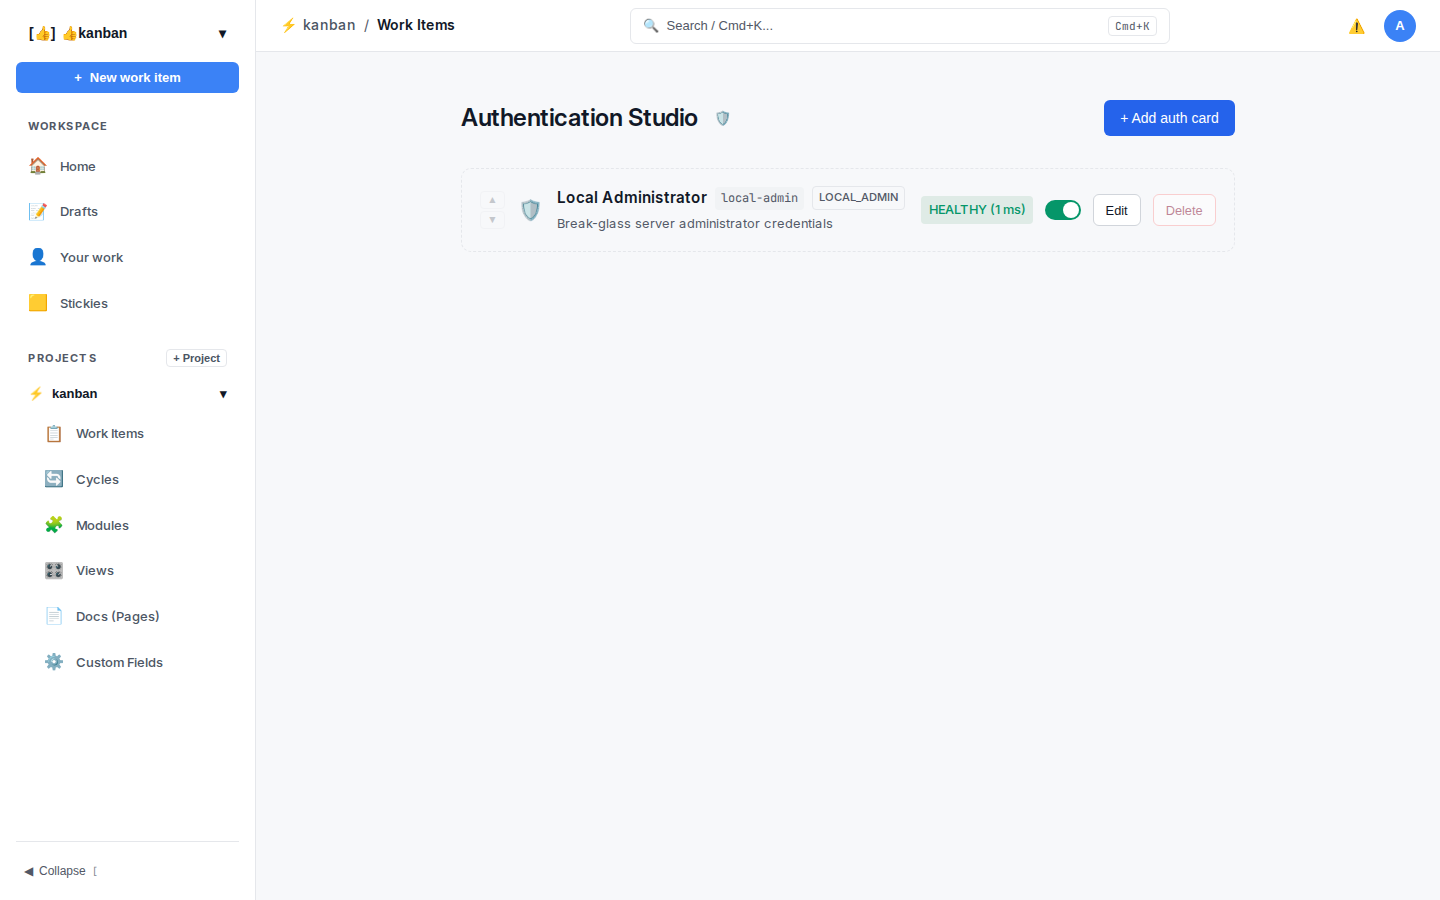 [👍] 👍kanban ▼
+ New work item
WORKSPACE
🏠 Home
📝 Drafts
👤 Your work
🟨 Stickies
PROJECTS
+ Project
⚡ kanban ▼
📋 Work Items
🔄 Cycles
🧩 Modules
🎛️ Views
📄 Docs (Pages)
⚙️ Custom Fields
◀ Collapse [
⚡ kanban / Work Items
🔍 Search / Cmd+K...
Cmd+K
⚠️
A
Authentication Studio 🛡️
+ Add auth card
▲
▼
🛡️
Local Administrator local-admin LOCAL_ADMIN
Break-glass server administrator credentials
HEALTHY (1 ms)
Edit
Delete